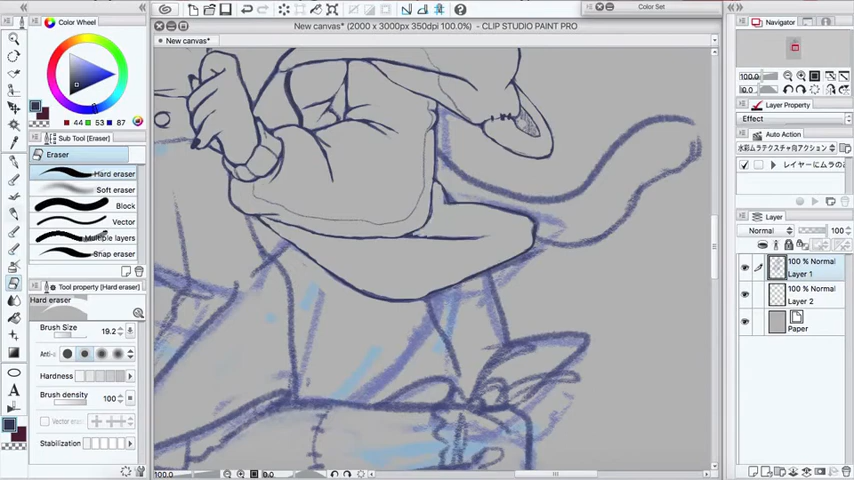 Color Set
New canvas* (2000 x 3000px 350dpi 100.0%) - CLIP STUDIO PAINT PRO
Color Wheel
New canvas*
44 53 87
Sub Tool [Eraser]
Eraser
Hard eraser
Soft eraser
Block
Vector
Multiple layers
Snap eraser
Tool property [Hard eraser]
Hard eraser
Brush Size 19.2
Hardness
Brush density 100
Vector
Stabilization
100.0 0.0
Navigator
100.0
0.0
Layer Property
Effect
Auto Action
水彩ムラテクチャー向きアクション
レイヤーにムラの
Layer
Normal 100
100 % Normal
Layer 1
100 % Normal
Layer 2
Paper